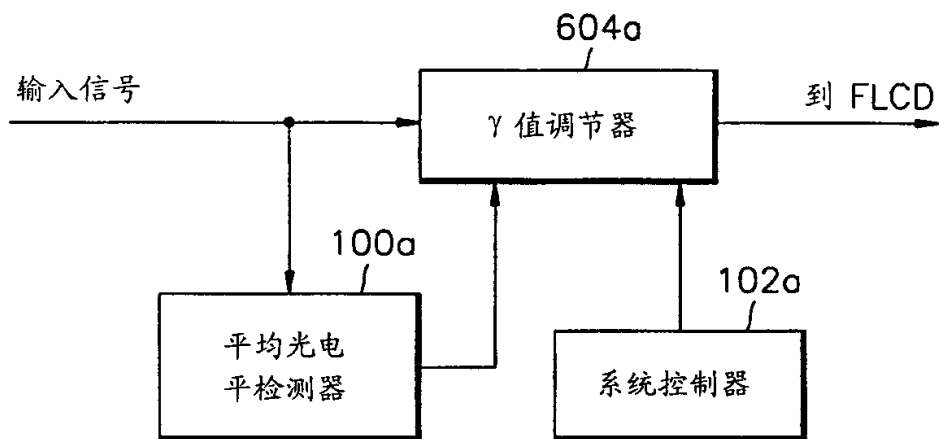 604a
输入信号
γ 值调节器
到 FLCD
100a
平均光电
平检测器
102a
系统控制器